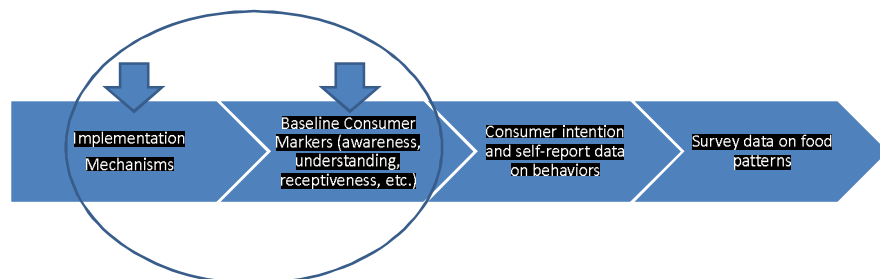 Implementation
Mechanisms
Baseline Consumer
Markers (awareness,
understanding,
receptiveness, etc.)
Consumer intention
and self-report data
on behaviors
Survey data on food
patterns